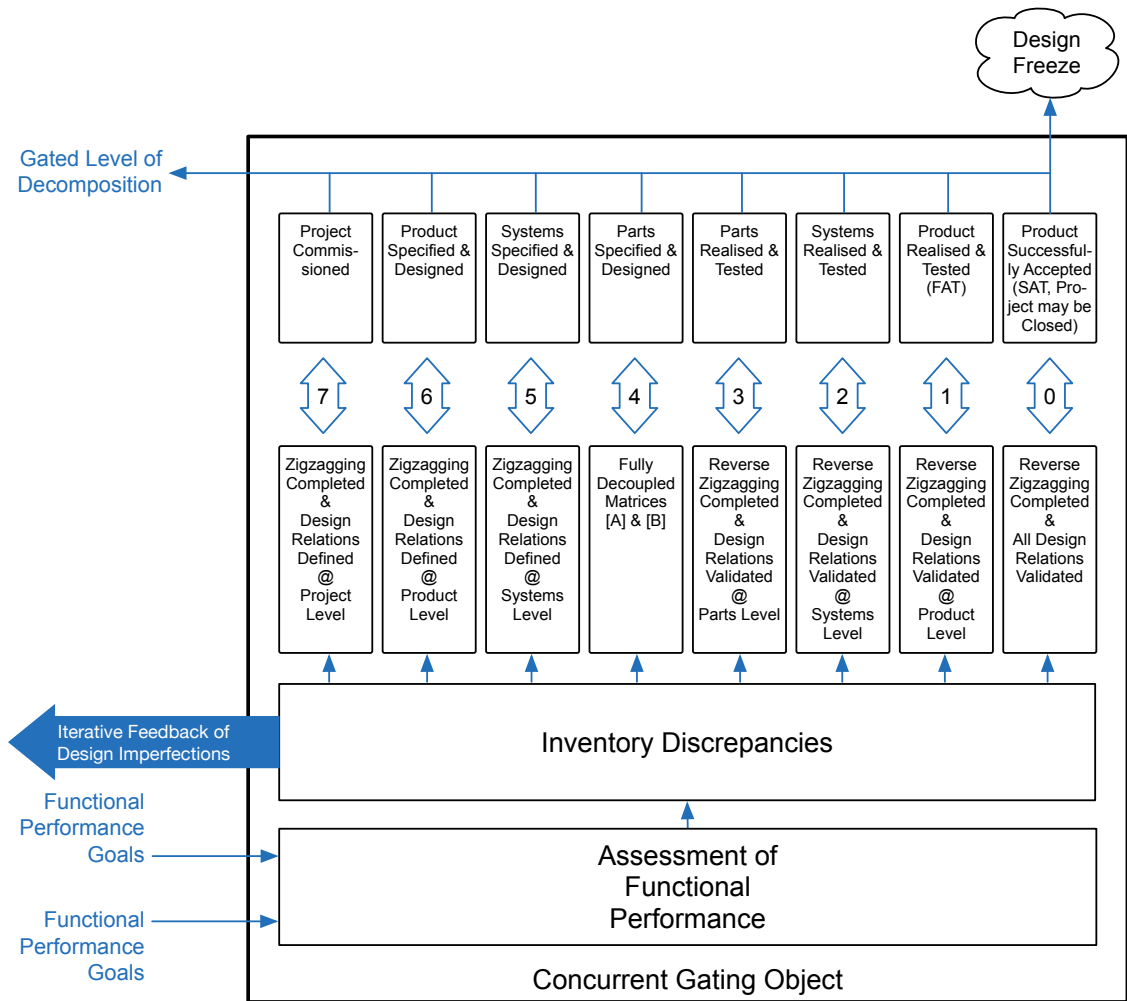 Design
Freeze
Gated Level of
Decomposition
Project
Commis-
sioned
Product
Specified &
Designed
Systems
Specified &
Designed
Parts
Specified &
Designed
Parts
Realised &
Tested
Systems
Realised &
Tested
Product
Realised &
Tested
(FAT)
Product
Successful-
ly Accepted
(SAT, Pro-
ject may be
Closed)
7
6
5
4
3
2
1
0
Zigzagging
Completed
&
Design
Relations
Defined
@
Project
Level
Zigzagging
Completed
&
Design
Relations
Defined
@
Product
Level
Zigzagging
Completed
&
Design
Relations
Defined
@
Systems
Level
Fully
Decoupled
Matrices
[A] & [B]
Reverse
Zigzagging
Completed
&
Design
Relations
Validated
@
Parts Level
Reverse
Zigzagging
Completed
&
Design
Relations
Validated
@
Systems
Level
Reverse
Zigzagging
Completed
&
Design
Relations
Validated
@
Product
Level
Reverse
Zigzagging
Completed
&
All Design
Relations
Validated
Iterative Feedback of
Design Imperfections
Inventory Discrepancies
Functional
Performance
Goals
Functional
Performance
Goals
Assessment of
Functional
Performance
Concurrent Gating Object